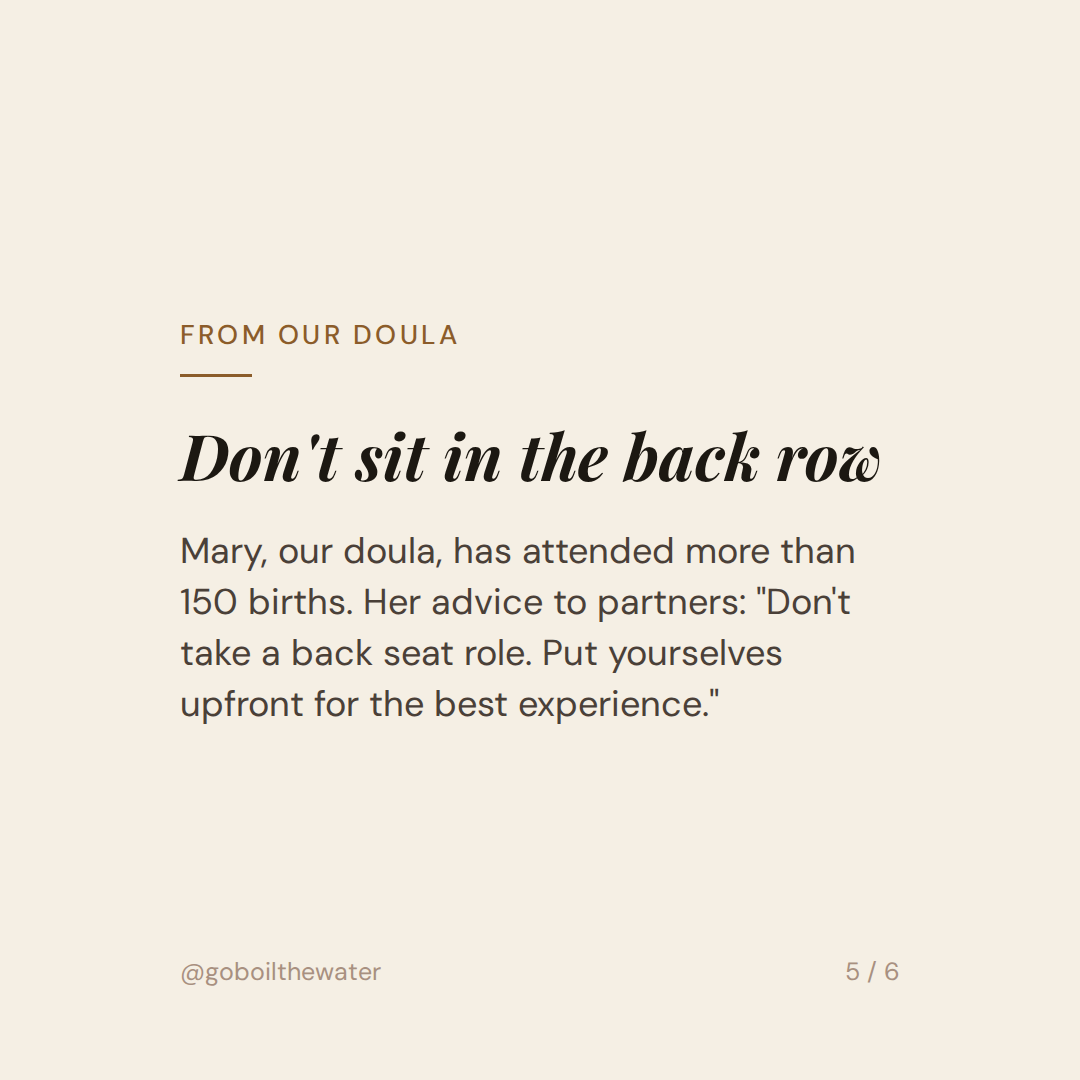 FROM OUR DOULA
Don't sit in the back row
Mary, our doula, has attended more than
150 births. Her advice to partners: "Don't
take a back seat role. Put yourselves
upfront for the best experience."
@goboilthewater
5 / 6